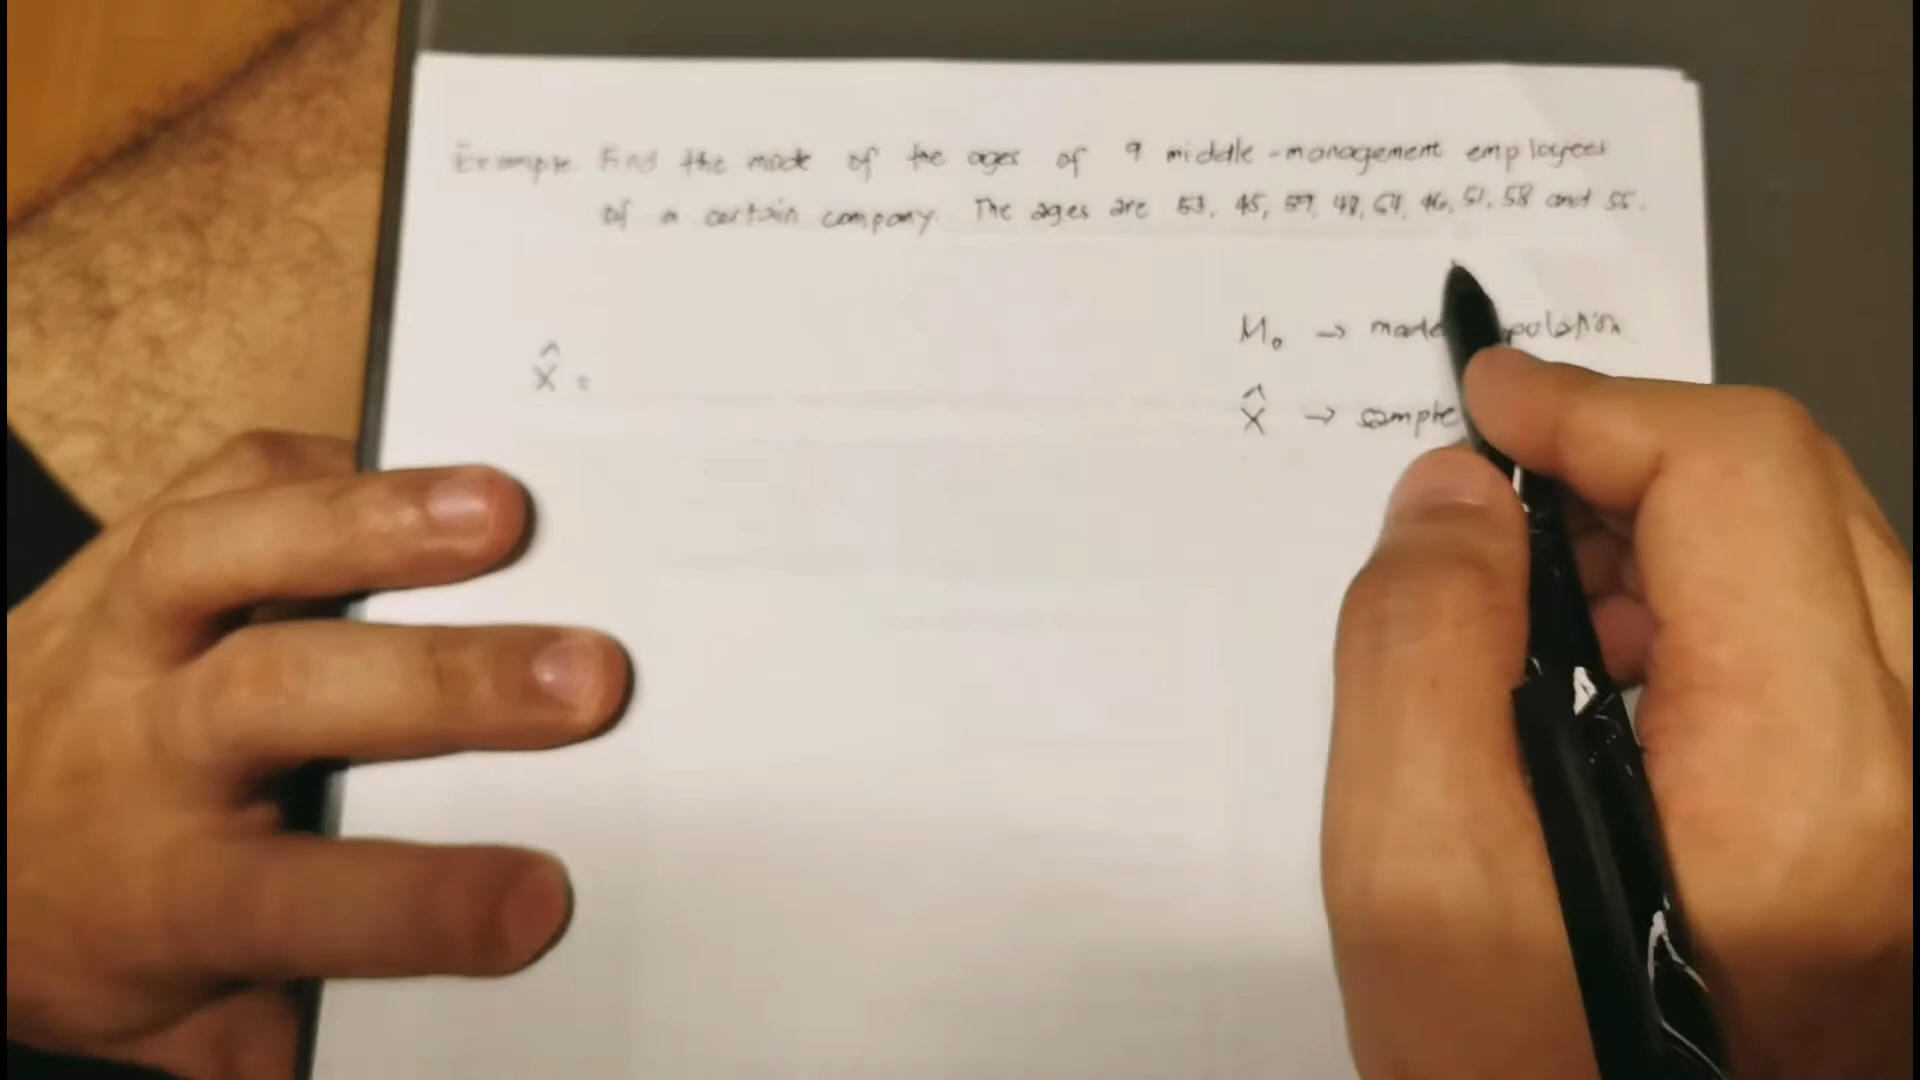 Example. Find the mode of the ages of 9 middle-management employees
of a certain company. The ages are 53, 45, 59, 48, 54, 46, 51, 58 and 55.
M₀ → mode population
X̂ =
X̂ → sample